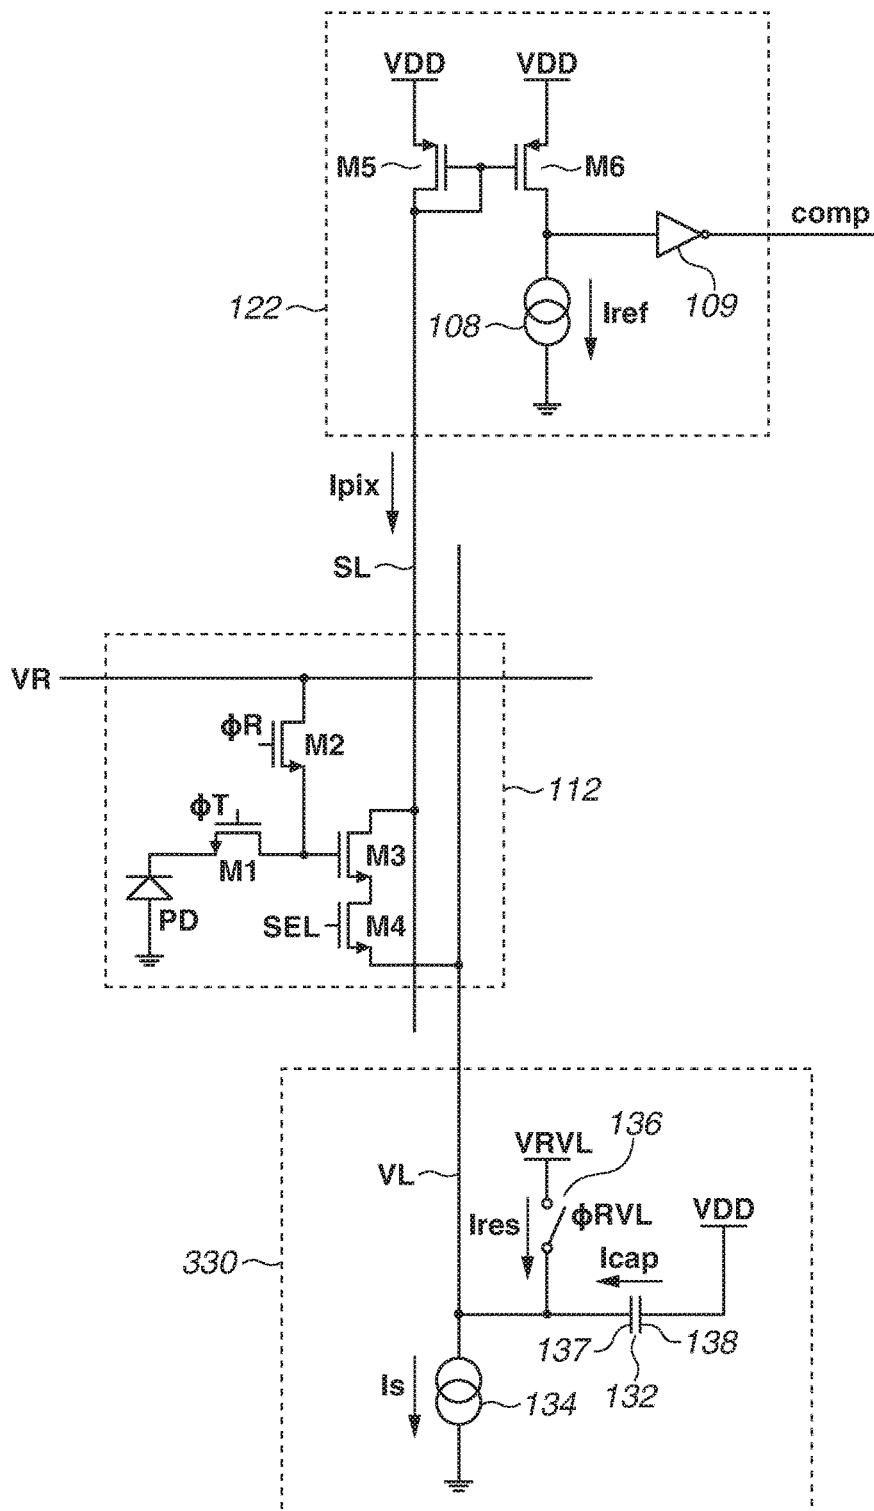 VDD VDD
M5 M6
comp
122 108 Iref 109
Ipix
SL
VR
ϕR M2
112
ϕT
M1 M3
PD SEL M4
136
VRVL
VL
Ires ϕRVL VDD
330 Icap
137 138
132
Is 134